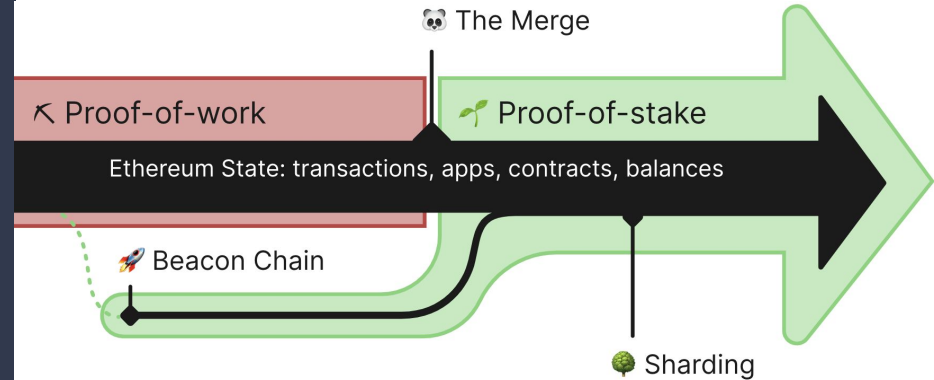 🐼 The Merge
⛏ Proof-of-work
🌱 Proof-of-stake
Ethereum State: transactions, apps, contracts, balances
🚀 Beacon Chain
🌳 Sharding